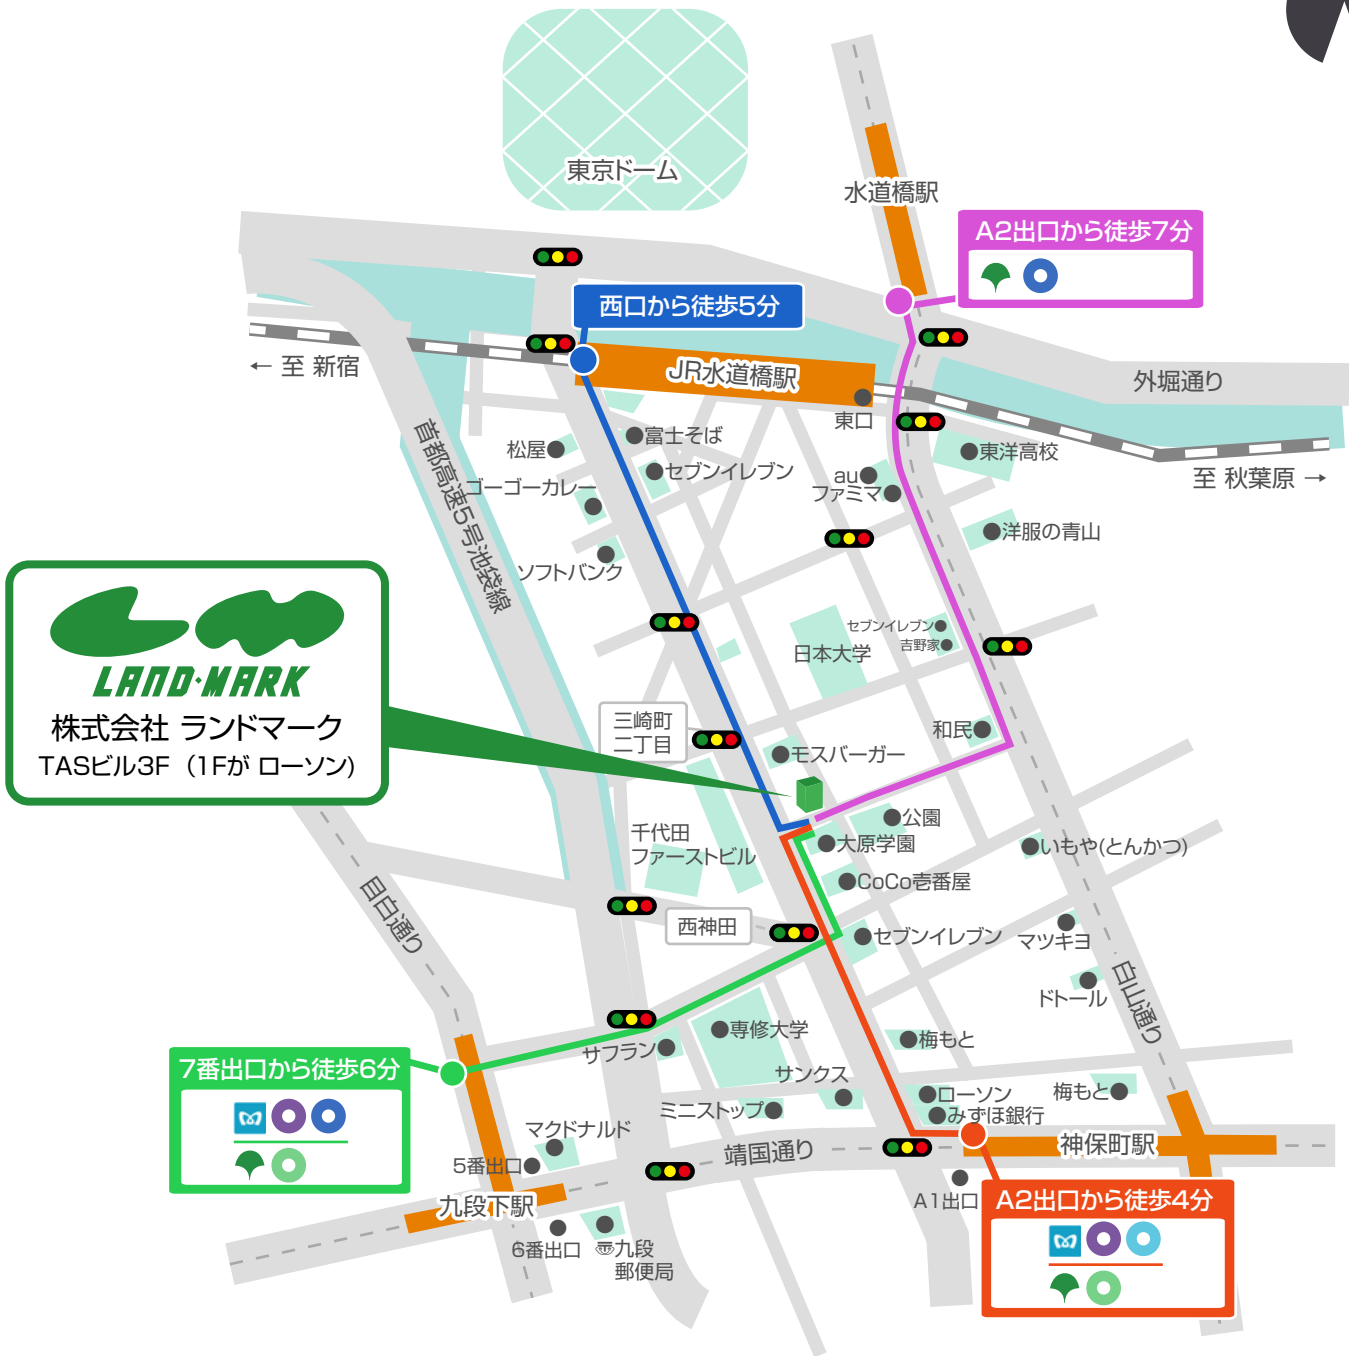 東京ドーム
水道橋駅
A2出口から徒歩7分
西口から徒歩5分
JR水道橋駅
← 至 新宿
外堀通り
東口
富士そば
松屋
セブンイレブン
ゴーゴーカレー
東洋高校
au
ファミマ
至 秋葉原 →
首都高速5号池袋線
洋服の青山
ソフトバンク
セブンイレブン
吉野家
日本大学
LAND·MARK
株式会社 ランドマーク
TASビル3F（1Fが ローソン)
三崎町
二丁目
和民
モスバーガー
公園
千代田
ファーストビル
大原学園
いもや(とんかつ)
CoCo壱番屋
目白通り
西神田
セブンイレブン
マツキヨ
ドトール
白山通り
専修大学
梅もと
サフラン
7番出口から徒歩6分
サンクス
ミニストップ
ローソン
みずほ銀行
梅もと
マクドナルド
靖国通り
神保町駅
5番出口
九段下駅
A1出口
A2出口から徒歩4分
6番出口
〠九段
郵便局